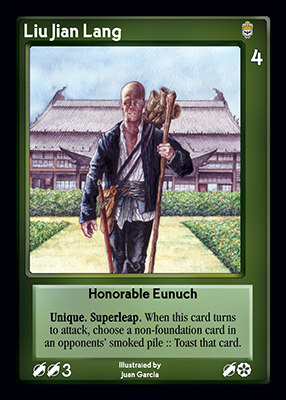 Liu Jian Lang
4
Honorable Eunuch
Unique. Superleap. When this card turns
to attack, choose a non-foundation card in
an opponents' smoked pile :: Toast that card.
3
Illustrated by
Juan Garcia